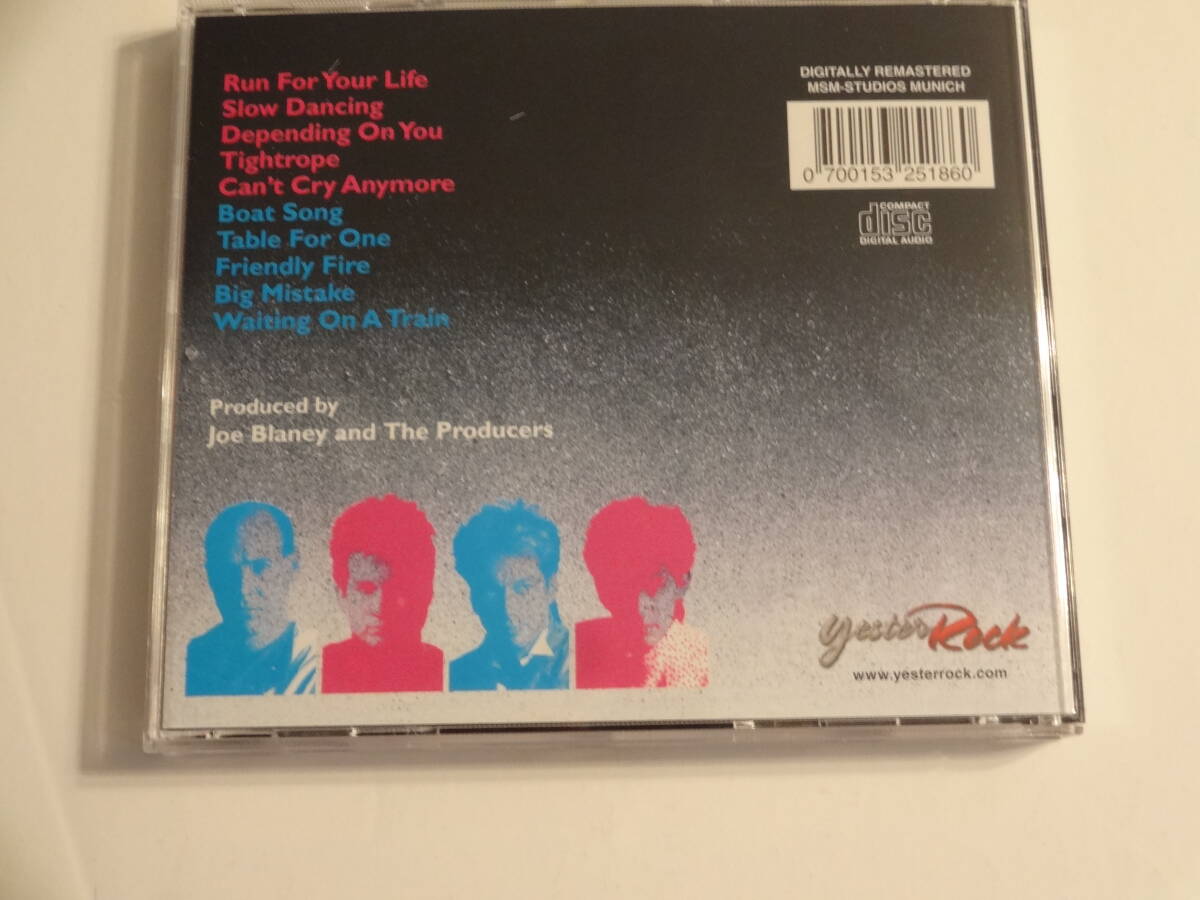 Run For Your Life
Slow Dancing
Depending On You
Tightrope
Can't Cry Anymore
Boat Song
Table For One
Friendly Fire
Big Mistake
Waiting On A Train
Produced by
Joe Blaney and The Producers
DIGITALLY REMASTERED
MSM-STUDIOS MUNICH
0 700153 251860
COMPACT
disc
DIGITAL AUDIO
yesterRock
www.yesterrock.com